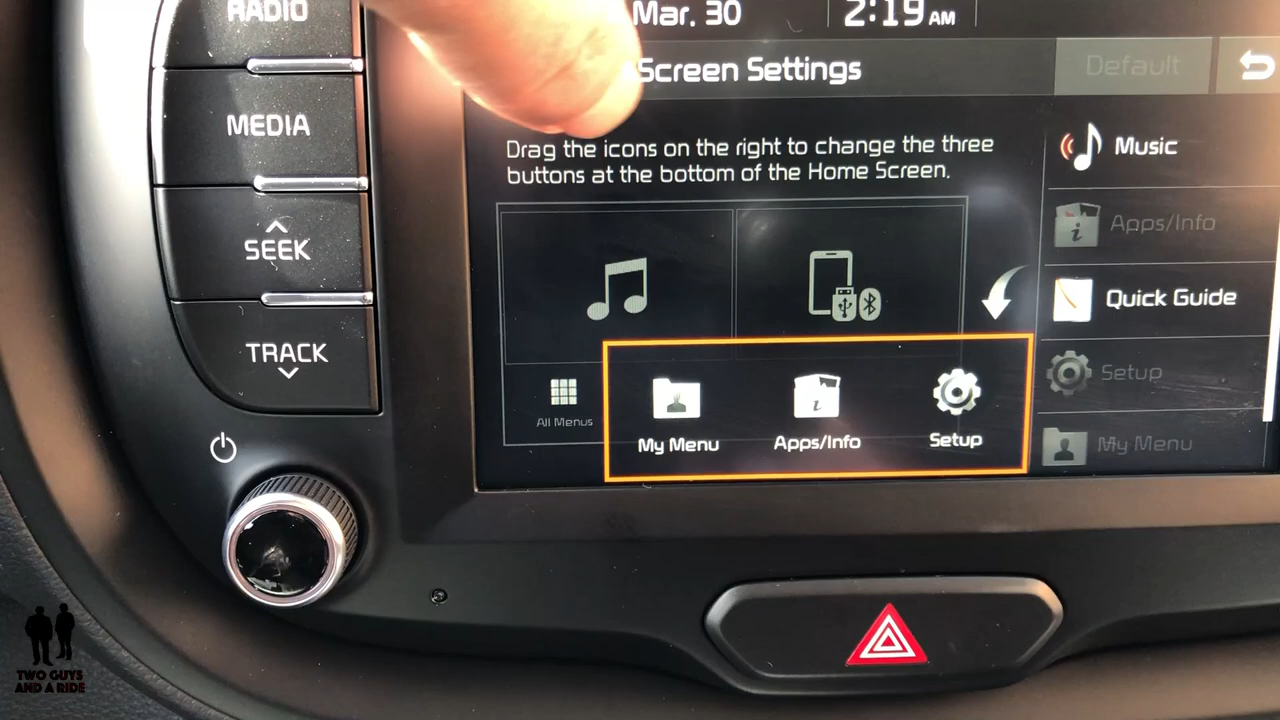 RADIO
MEDIA
SEEK
TRACK
Mar. 30
2:19 AM
Screen Settings
Default
Drag the icons on the right to change the three
buttons at the bottom of the Home Screen.
All Menus
My Menu
Apps/Info
Setup
Music
Apps/Info
Quick Guide
Setup
My Menu
TWO GUYS
AND A RIDE